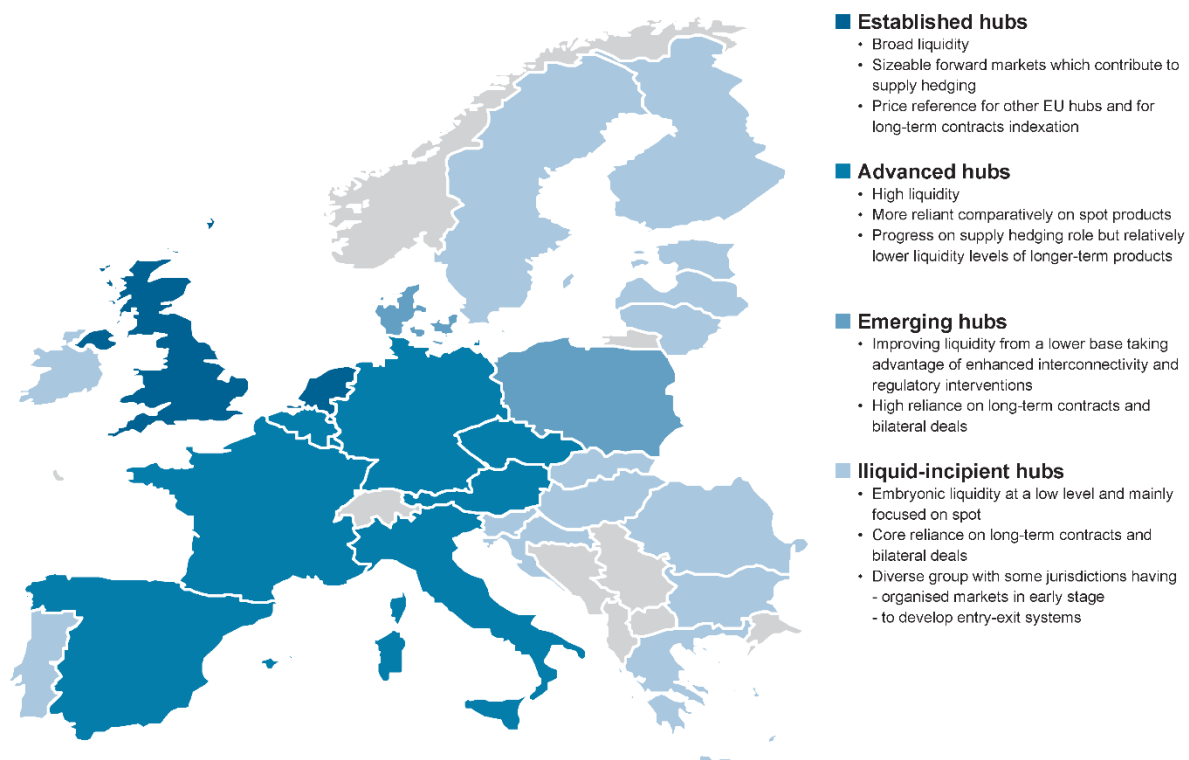 Established hubs
• Broad liquidity
• Sizeable forward markets which contribute to
supply hedging
• Price reference for other EU hubs and for
long-term contracts indexation
Advanced hubs
• High liquidity
• More reliant comparatively on spot products
• Progress on supply hedging role but relatively
lower liquidity levels of longer-term products
Emerging hubs
• Improving liquidity from a lower base taking
advantage of enhanced interconnectivity and
regulatory interventions
• High reliance on long-term contracts and
bilateral deals
Iliquid-incipient hubs
• Embryonic liquidity at a low level and mainly
focused on spot
• Core reliance on long-term contracts and
bilateral deals
• Diverse group with some jurisdictions having
- organised markets in early stage
- to develop entry-exit systems